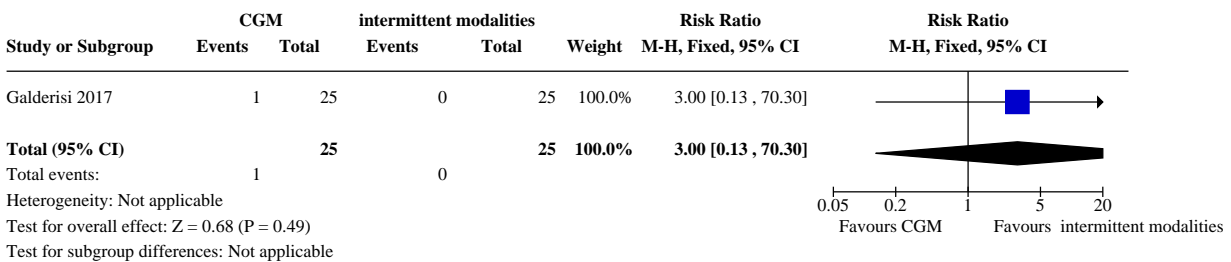 CGM intermittent modalities Risk Ratio Risk Ratio
Study or Subgroup Events Total Events Total Weight M-H, Fixed, 95% CI M-H, Fixed, 95% CI
Galderisi 2017 1 25 0 25 100.0% 3.00 [0.13 , 70.30]
Total (95% CI) 25 25 100.0% 3.00 [0.13 , 70.30]
Total events: 1 0
Heterogeneity: Not applicable
0.05 0.2 1 5 20
Test for overall effect: Z = 0.68 (P = 0.49)
Favours CGM Favours intermittent modalities
Test for subgroup differences: Not applicable